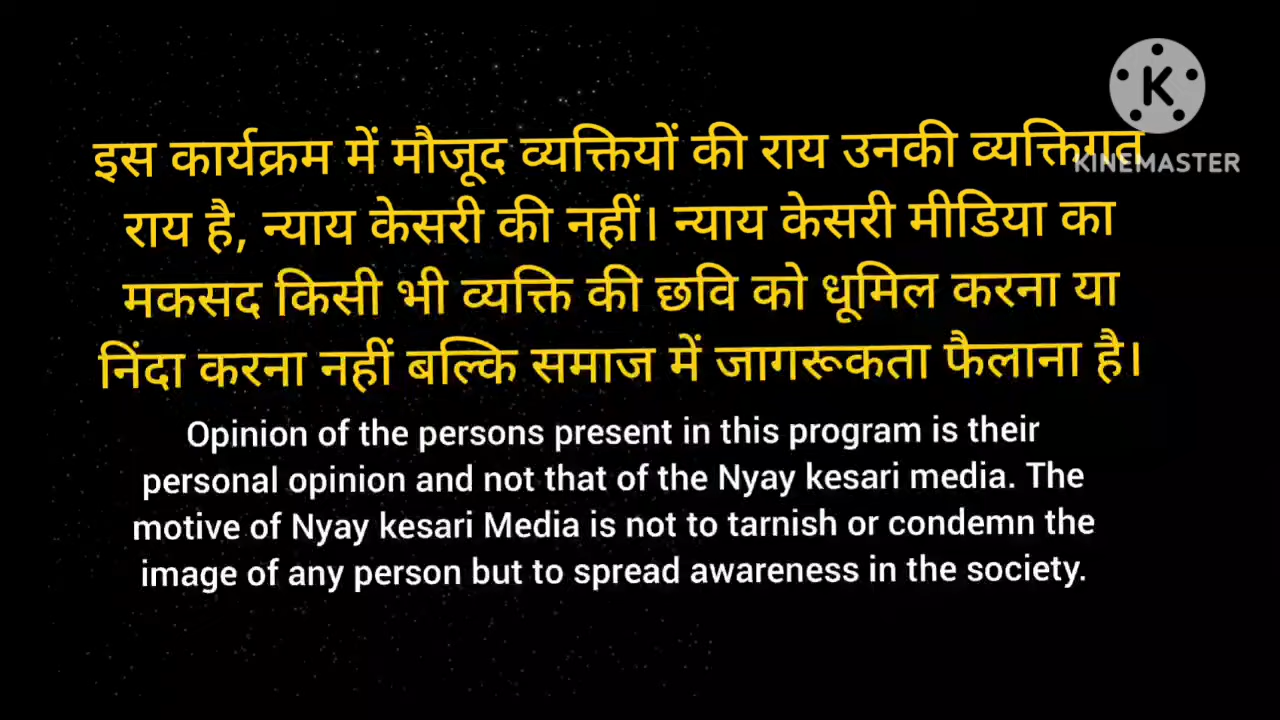 K
KINEMASTER
इस कार्यक्रम में मौजूद व्यक्तियों की राय उनकी व्यक्तिगत
राय है, न्याय केसरी की नहीं। न्याय केसरी मीडिया का
मकसद किसी भी व्यक्ति की छवि को धूमिल करना या
निंदा करना नहीं बल्कि समाज में जागरूकता फैलाना है।
Opinion of the persons present in this program is their
personal opinion and not that of the Nyay kesari media. The
motive of Nyay kesari Media is not to tarnish or condemn the
image of any person but to spread awareness in the society.